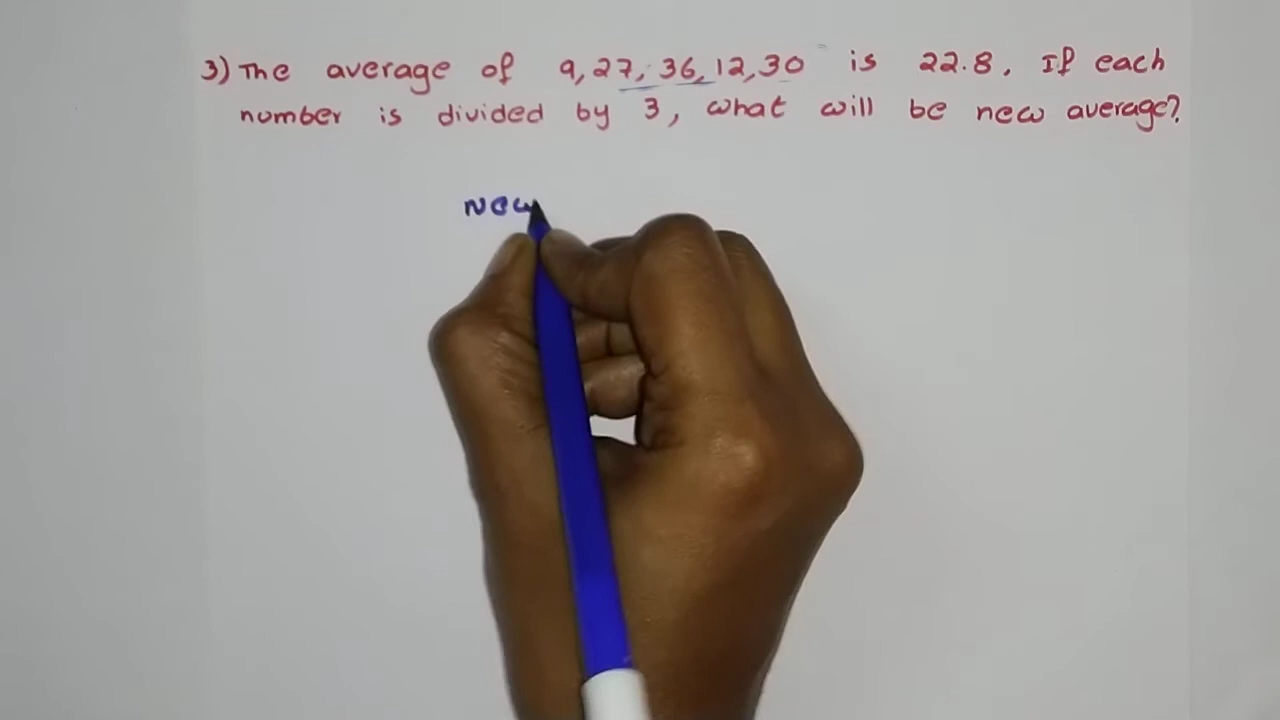 3) The average of 9, 27, 36, 12, 30 is 22.8. If each
number is divided by 3, what will be new average?
New